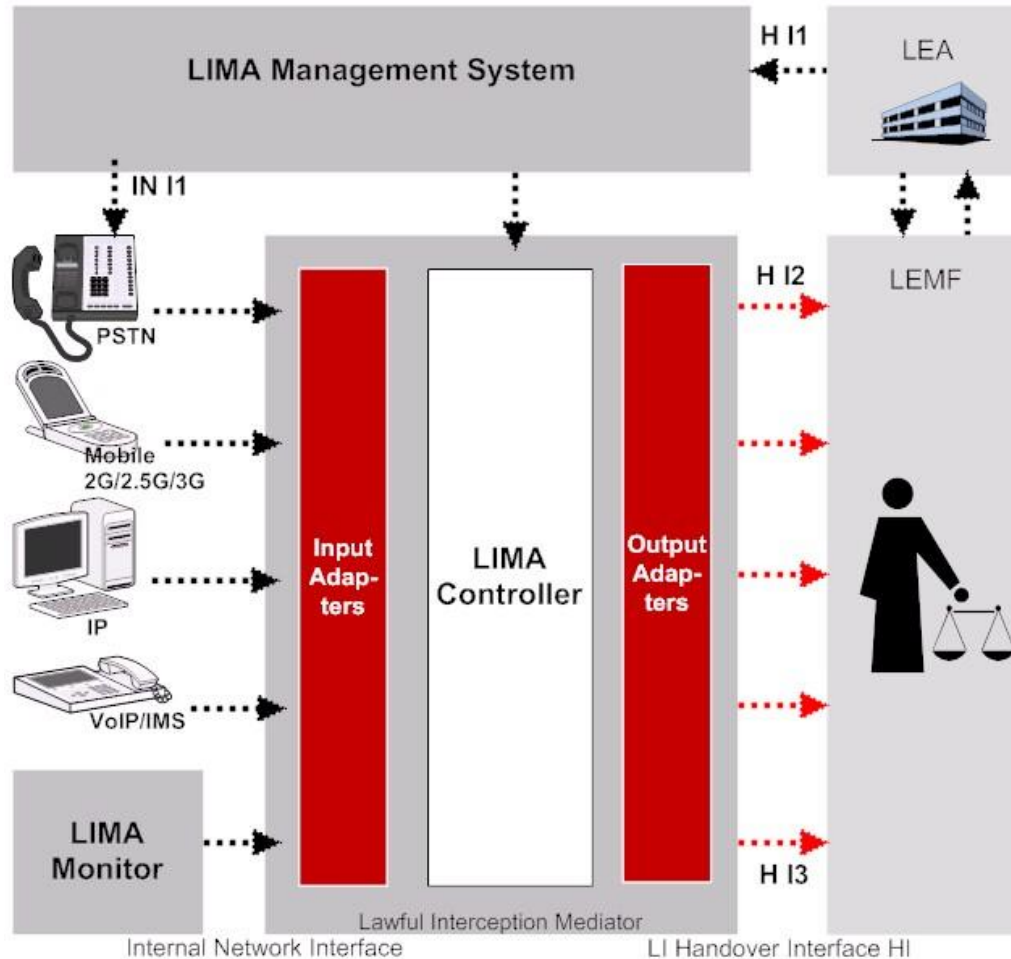 LIMA Management System
H I1
LEA
IN I1
PSTN
Mobile
2G/2.5G/3G
IP
VoIP/IMS
LIMA
Monitor
Input
Adap-
ters
LIMA
Controller
Output
Adap-
ters
Lawful Interception Mediator
H I2
H I3
LEMF
Internal Network Interface
LI Handover Interface HI